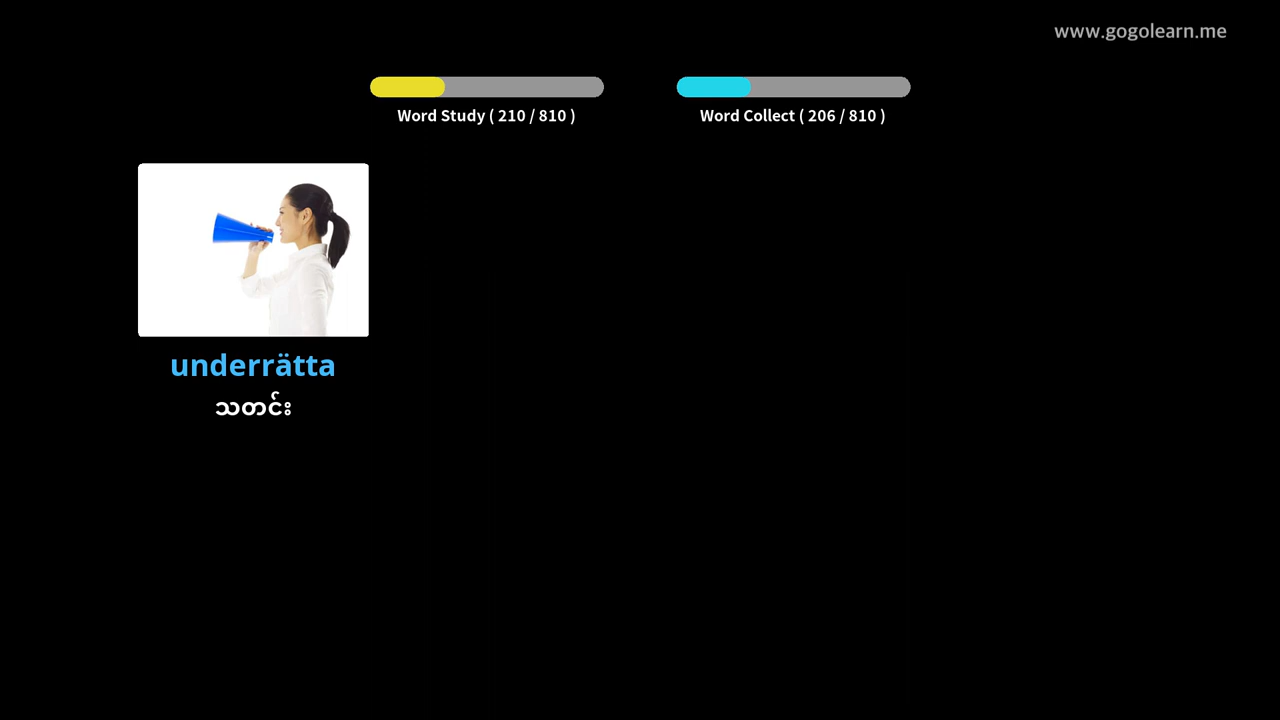 www.gogolearn.me
Word Study ( 210 / 810 )
Word Collect ( 206 / 810 )
underrätta
သတင်း